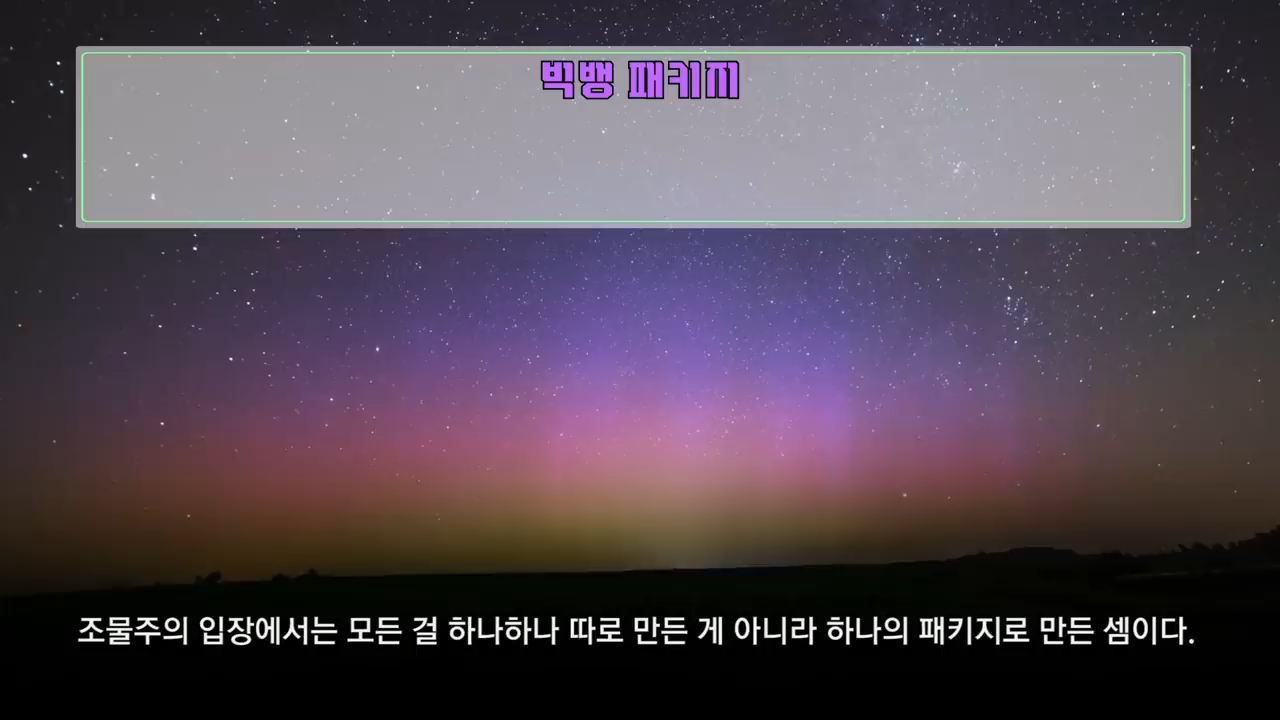 빅뱅 패키지
조물주의 입장에서는 모든 걸 하나하나 따로 만든 게 아니라 하나의 패키지로 만든 셈이다.